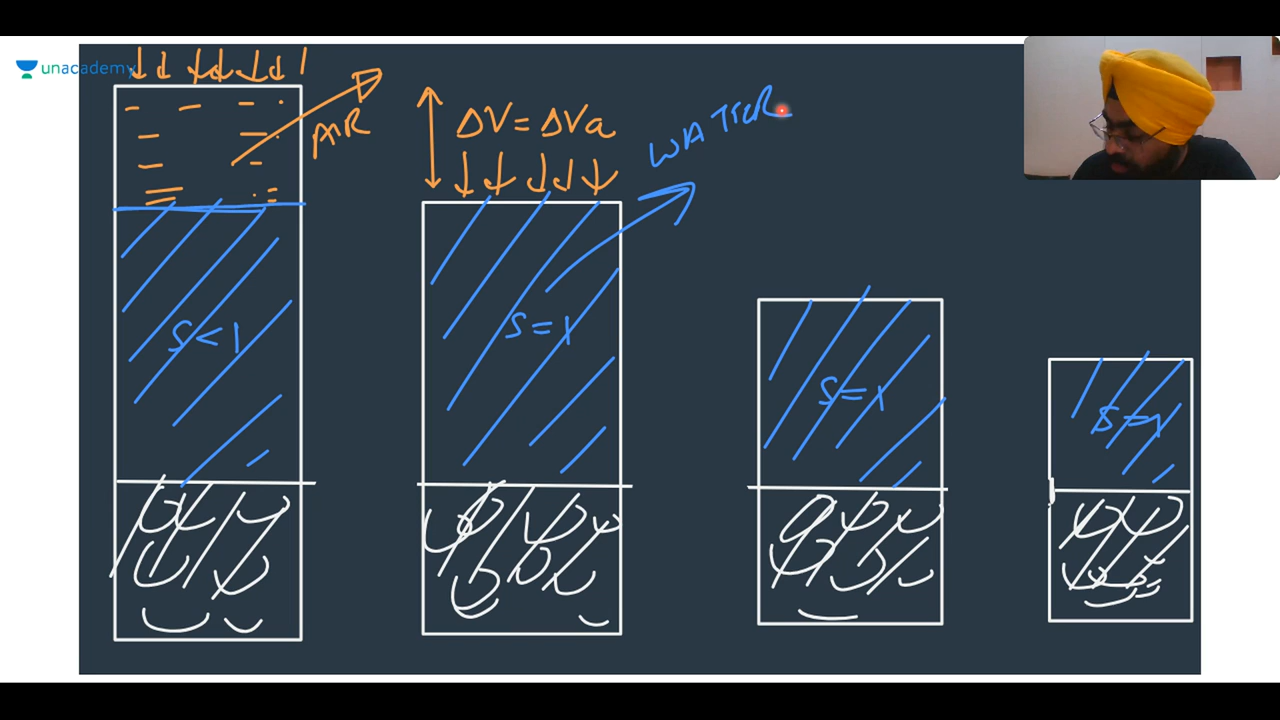 unacademy
AIR
ΔV = ΔVa
WATER
S < 1
S = 1
S = 1
S = 1